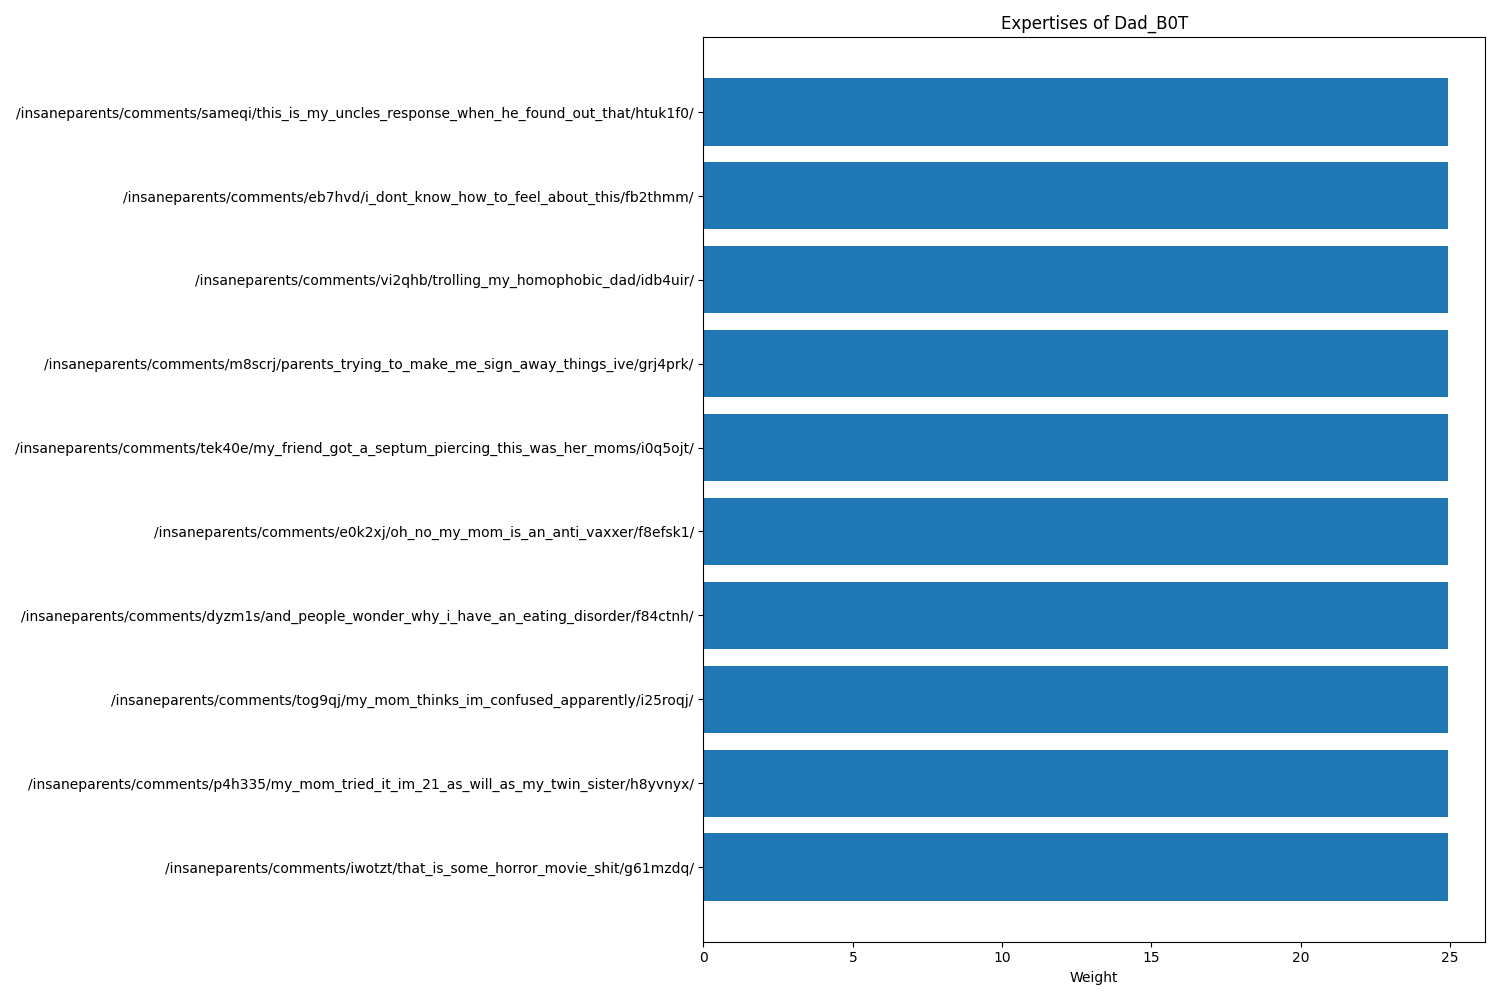 Expertises of Dad_B0T
/insaneparents/comments/sameqi/this_is_my_uncles_response_when_he_found_out_that/htuk1f0/
/insaneparents/comments/eb7hvd/i_dont_know_how_to_feel_about_this/fb2thmm/
/insaneparents/comments/vi2qhb/trolling_my_homophobic_dad/idb4uir/
/insaneparents/comments/m8scrj/parents_trying_to_make_me_sign_away_things_ive/grj4prk/
/insaneparents/comments/tek40e/my_friend_got_a_septum_piercing_this_was_her_moms/i0q5ojt/
/insaneparents/comments/e0k2xj/oh_no_my_mom_is_an_anti_vaxxer/f8efsk1/
/insaneparents/comments/dyzm1s/and_people_wonder_why_i_have_an_eating_disorder/f84ctnh/
/insaneparents/comments/tog9qj/my_mom_thinks_im_confused_apparently/i25roqj/
/insaneparents/comments/p4h335/my_mom_tried_it_im_21_as_will_as_my_twin_sister/h8yvnyx/
/insaneparents/comments/iwotzt/that_is_some_horror_movie_shit/g61mzdq/
0 5 10 15 20 25
Weight